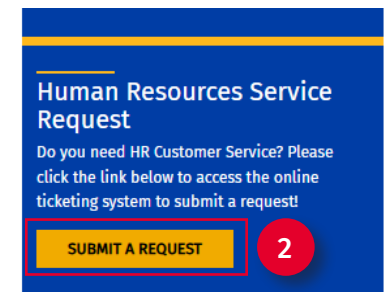 Human Resources Service
Request
Do you need HR Customer Service? Please
click the link below to access the online
ticketing system to submit a request!
SUBMIT A REQUEST
2